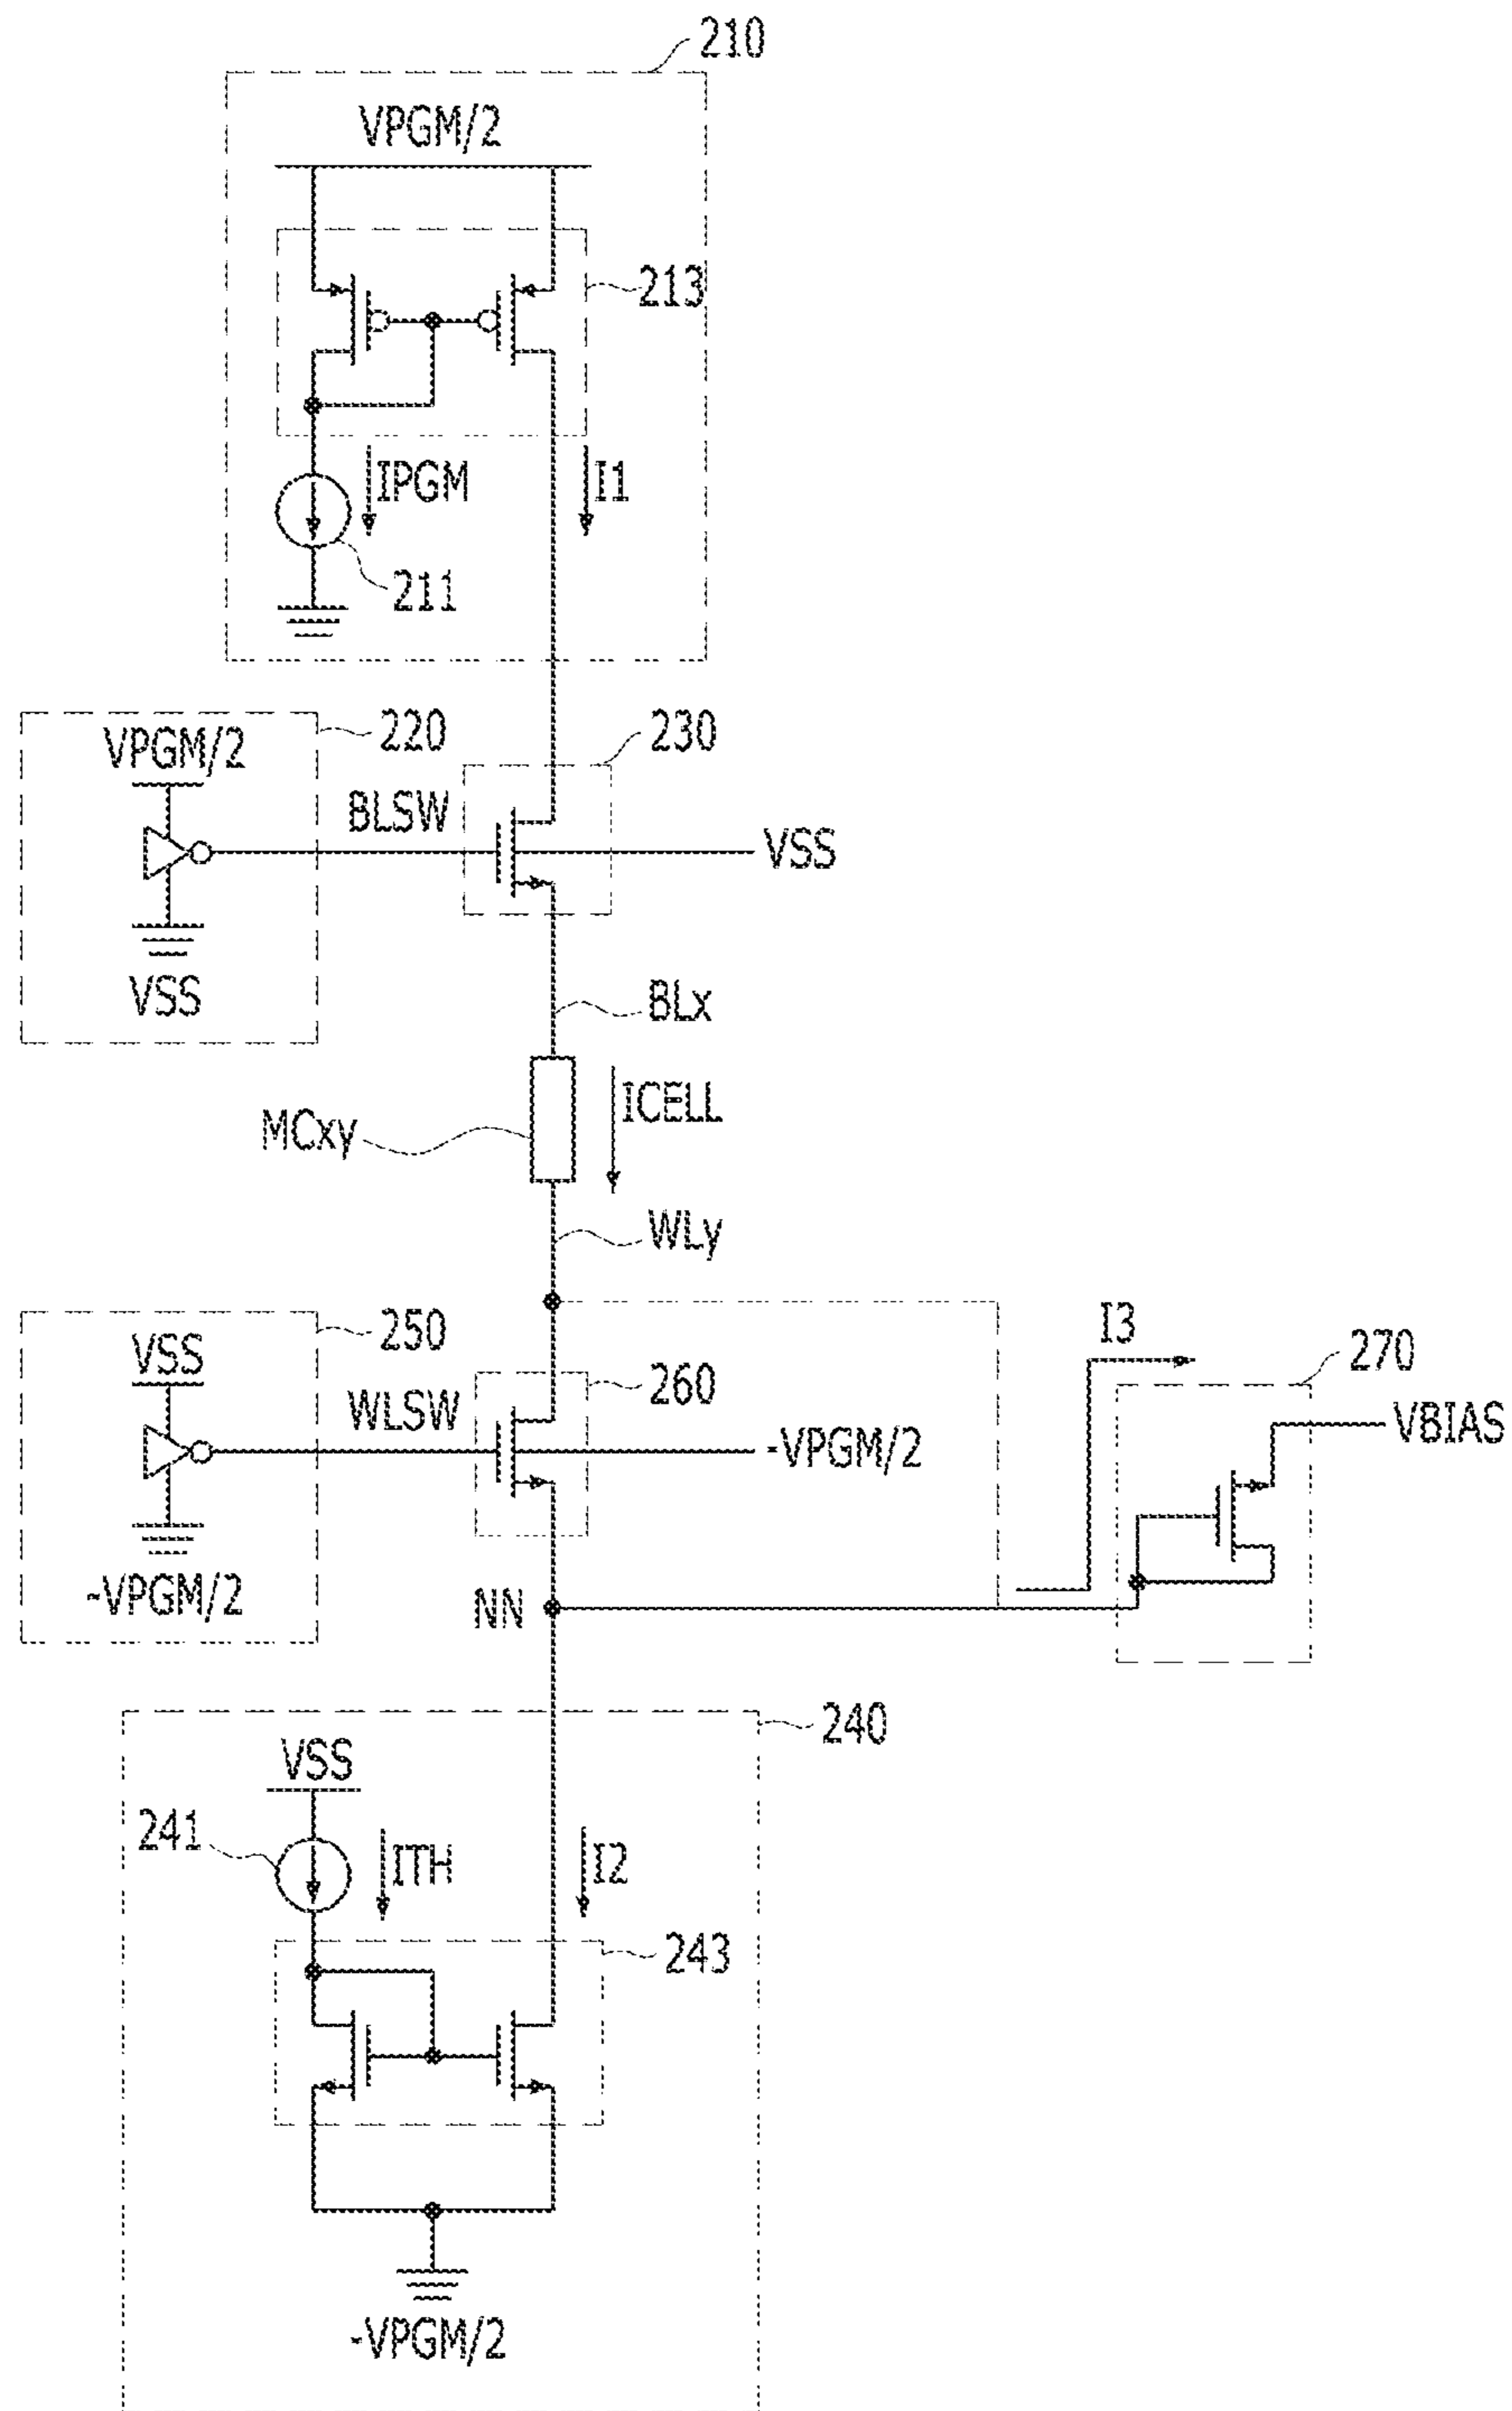 210
VPGM/2
213
IPGM
I1
211
220
VPGM/2
230
BLSW
VSS
VSS
BLx
ICELL
MCxy
WLy
250
VSS
I3
270
260
WLSW
VBIAS
-VPGM/2
-VPGM/2
NN
240
VSS
241
ITH
I2
243
-VPGM/2